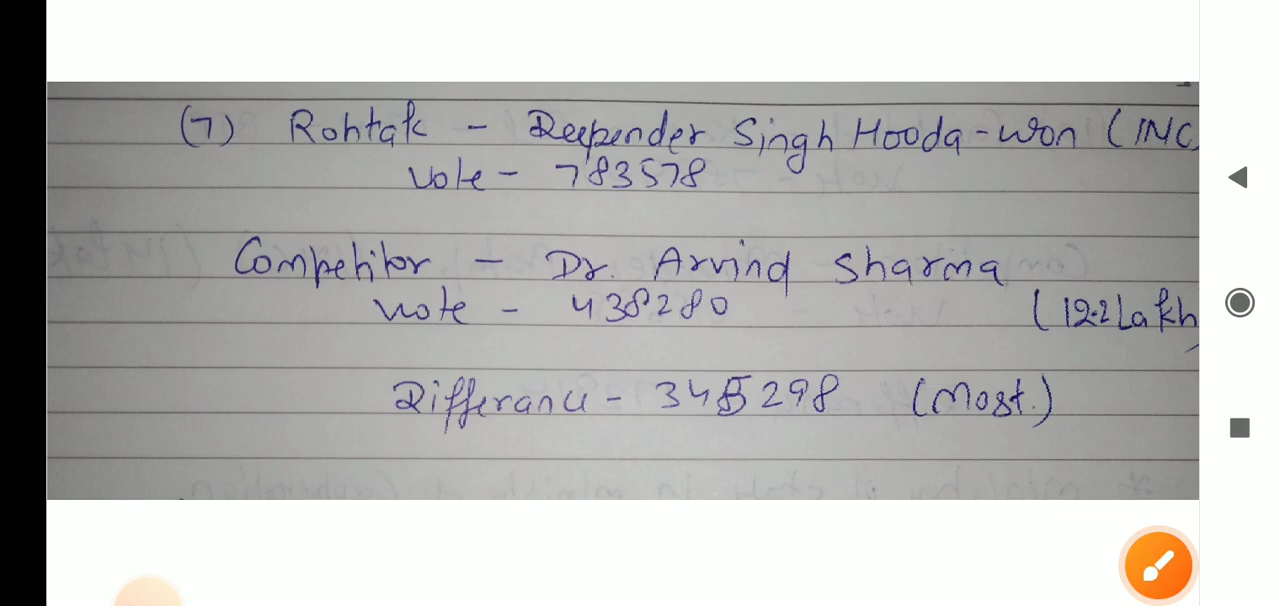 (7) Rohtak - Deepender Singh Hooda - Won (INC
Vote - 783578
Competitor - Dr. Arvind Sharma
Vote - 438280 (12.2 Lakh)
Differance - 345298 (Most.)